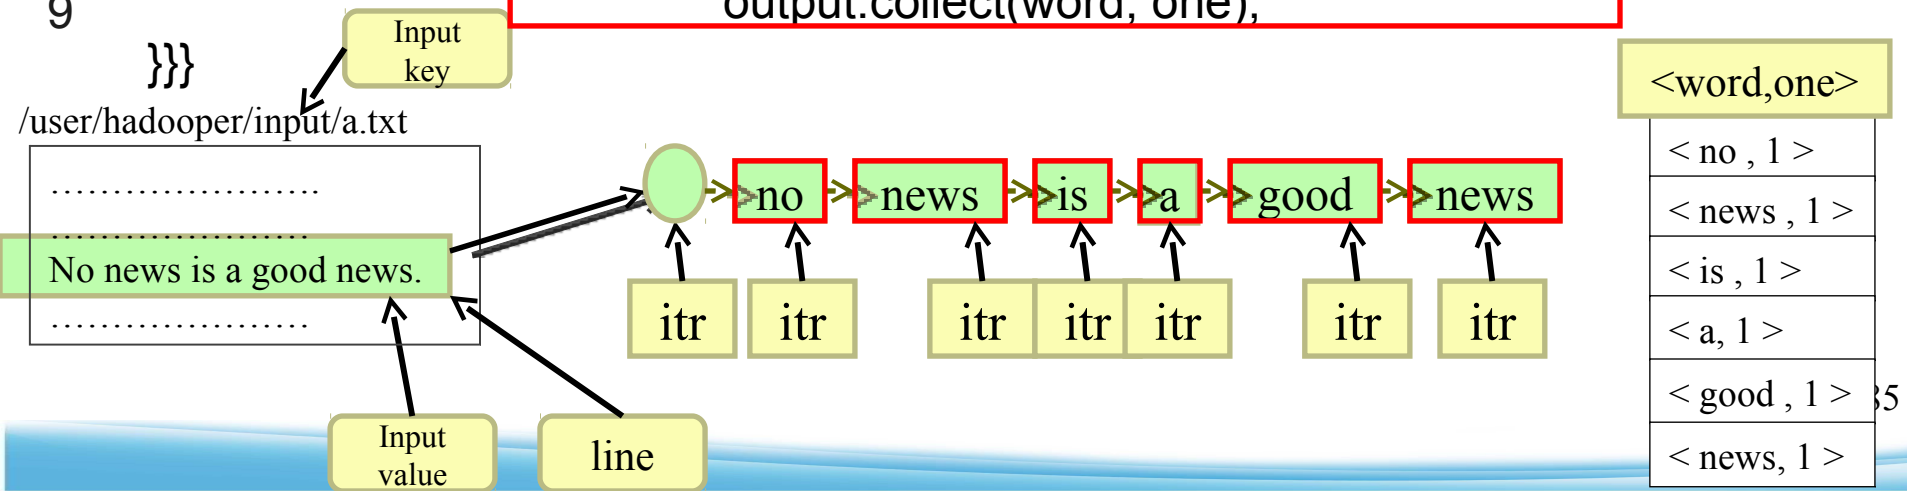 9
output.collect(word, one);
}}}
Input
key
/user/hadooper/input/a.txt
<word,one>
.......................
.......................
No news is a good news.
.......................
no
news
is
a
good
news
itr
itr
itr
itr
itr
itr
itr
Input
value
line
< no , 1 >
< news , 1 >
< is , 1 >
< a, 1 >
< good , 1 >
< news, 1 >